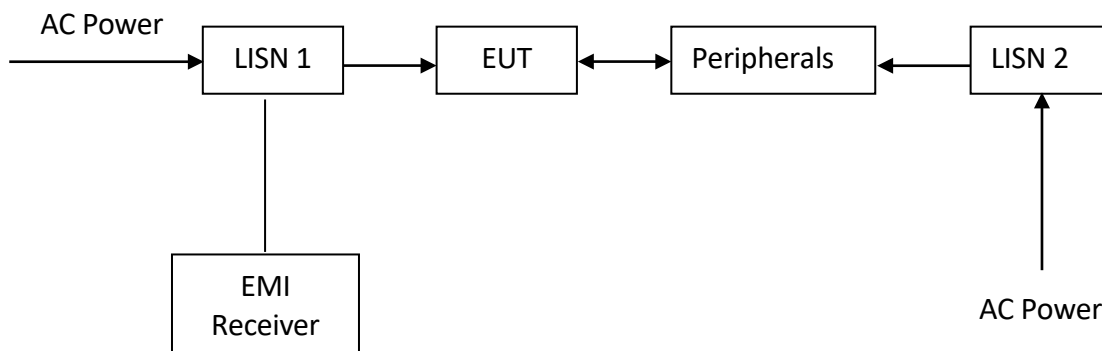 AC Power
LISN 1
EUT
Peripherals
LISN 2
EMI
Receiver
AC Power